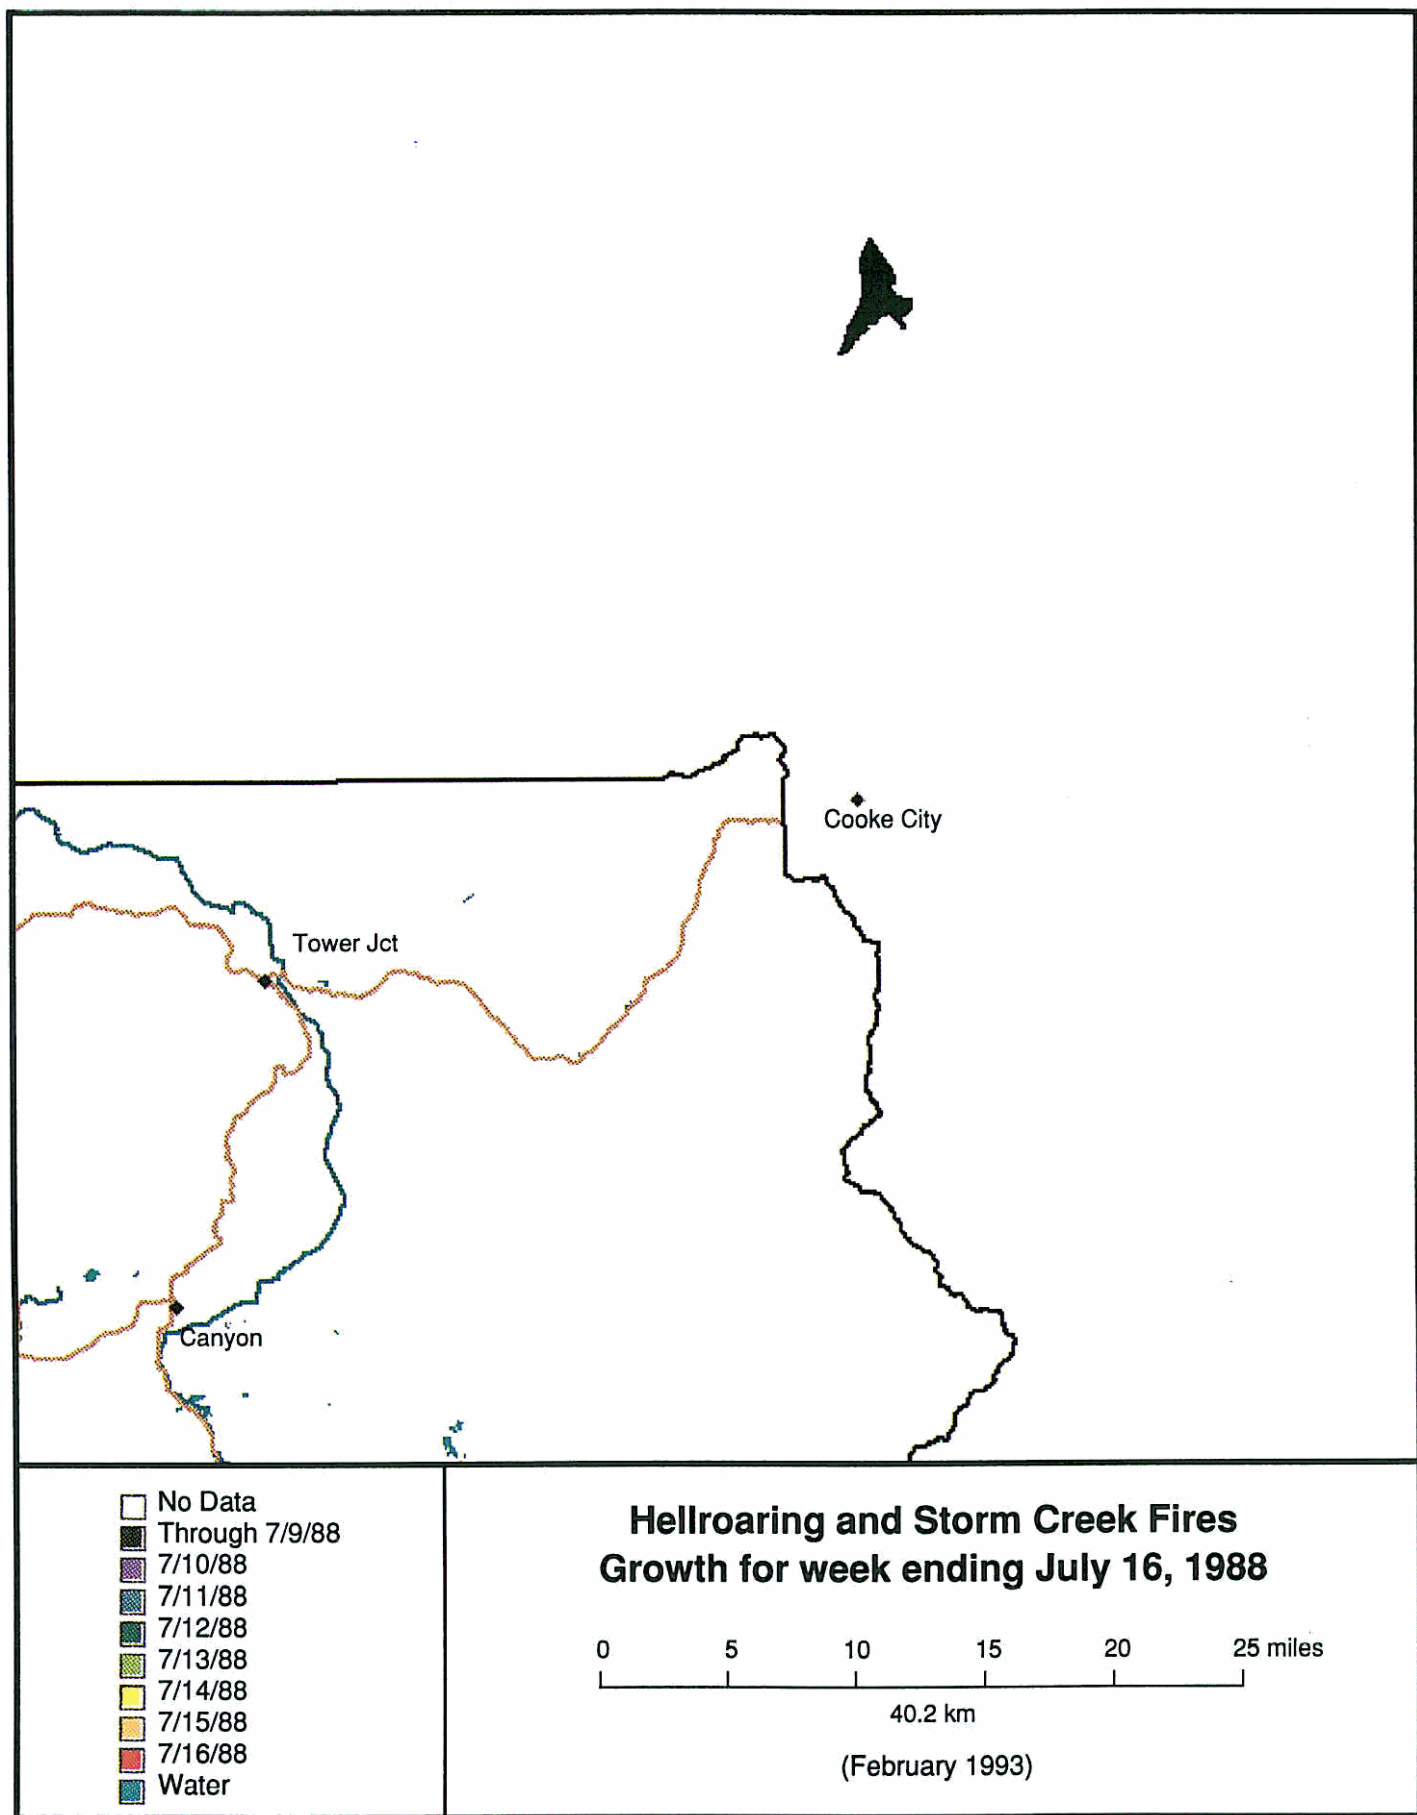 Cooke City
Tower Jct
Canyon
No Data
Through 7/9/88
7/10/88
7/11/88
7/12/88
7/13/88
7/14/88
7/15/88
7/16/88
Water
Hellroaring and Storm Creek Fires
Growth for week ending July 16, 1988
0 5 10 15 20 25 miles
40.2 km
(February 1993)